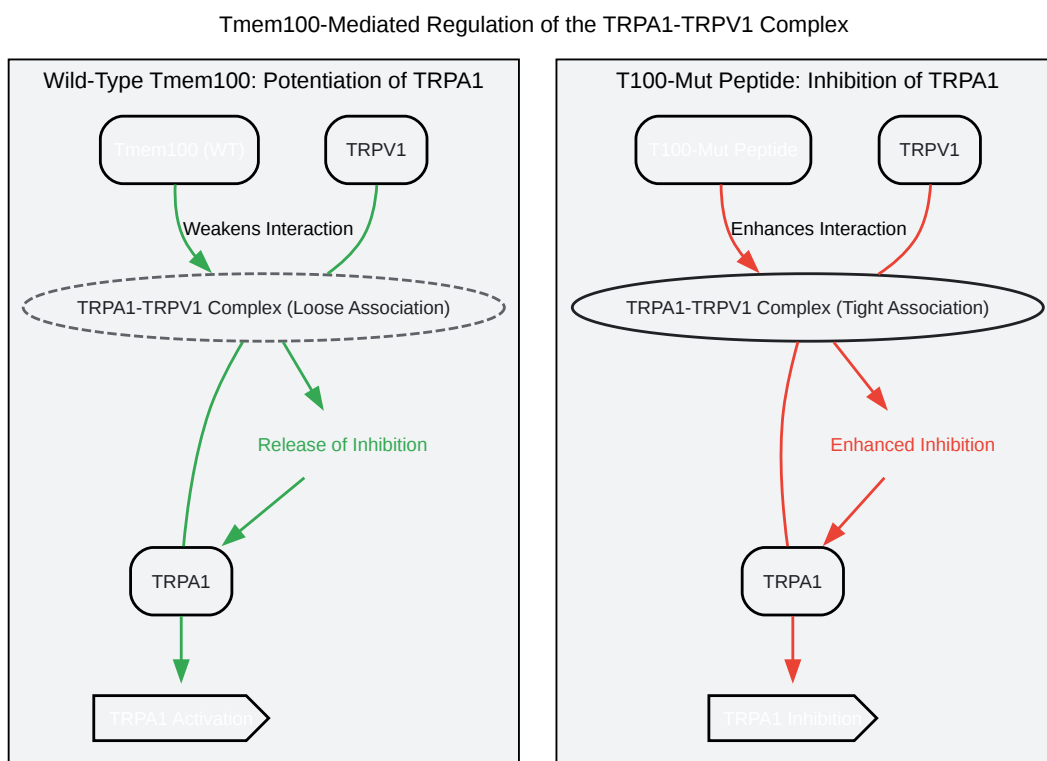 Tmem100-Mediated Regulation of the TRPA1-TRPV1 Complex
Wild-Type Tmem100: Potentiation of TRPA1
Tmem100 (WT)
TRPV1
Weakens Interaction
TRPA1-TRPV1 Complex (Loose Association)
Release of Inhibition
TRPA1
TRPA1 Activation
T100-Mut Peptide: Inhibition of TRPA1
T100-Mut Peptide
TRPV1
Enhances Interaction
TRPA1-TRPV1 Complex (Tight Association)
Enhanced Inhibition
TRPA1
TRPA1 Inhibition